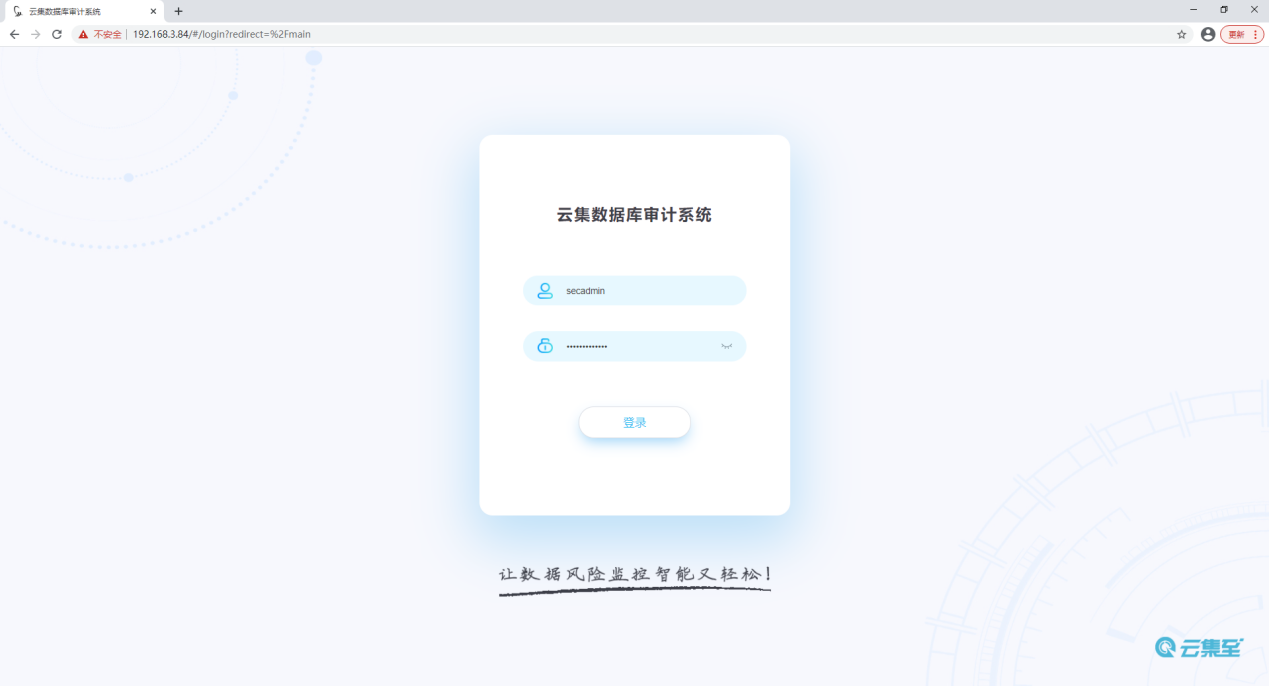 云集数据库审计系统
不安全 192.168.3.84/#/login?redirect=%2Fmain
更新
云集数据库审计系统
secadmin
•••••••••••••
登录
让数据风险监控智能又轻松!
云集至